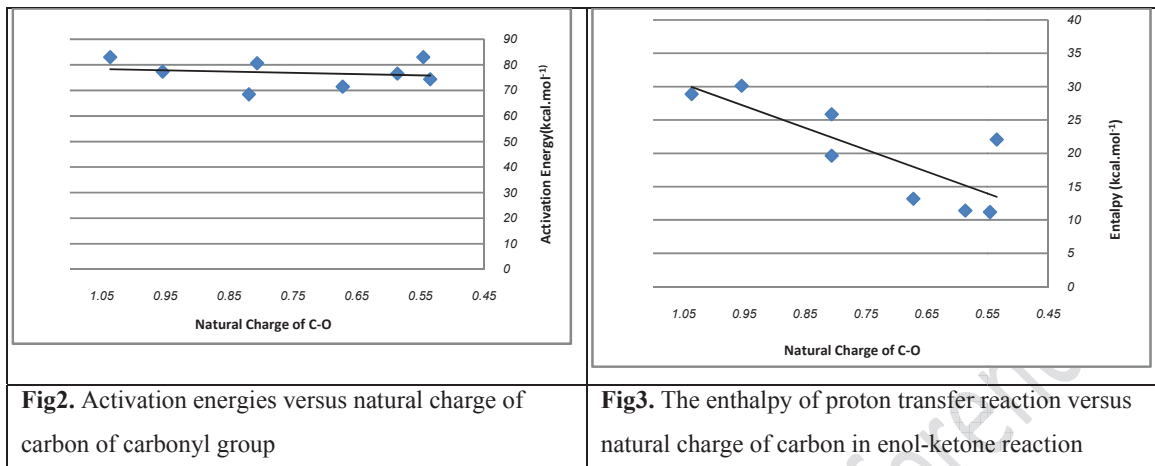 90
80
70
60
50
40
30
20
10
0
Activation Energy(kcal.mol-1)
1.05 0.95 0.85 0.75 0.65 0.55 0.45
Natural Charge of C-O
40
35
30
25
20
15
10
5
0
Entalpy (kcal.mol-1)
1.05 0.95 0.85 0.75 0.65 0.55 0.45
Natural Charge of C-O
Fig2. Activation energies versus natural charge of
carbon of carbonyl group
Fig3. The enthalpy of proton transfer reaction versus
natural charge of carbon in enol-ketone reaction